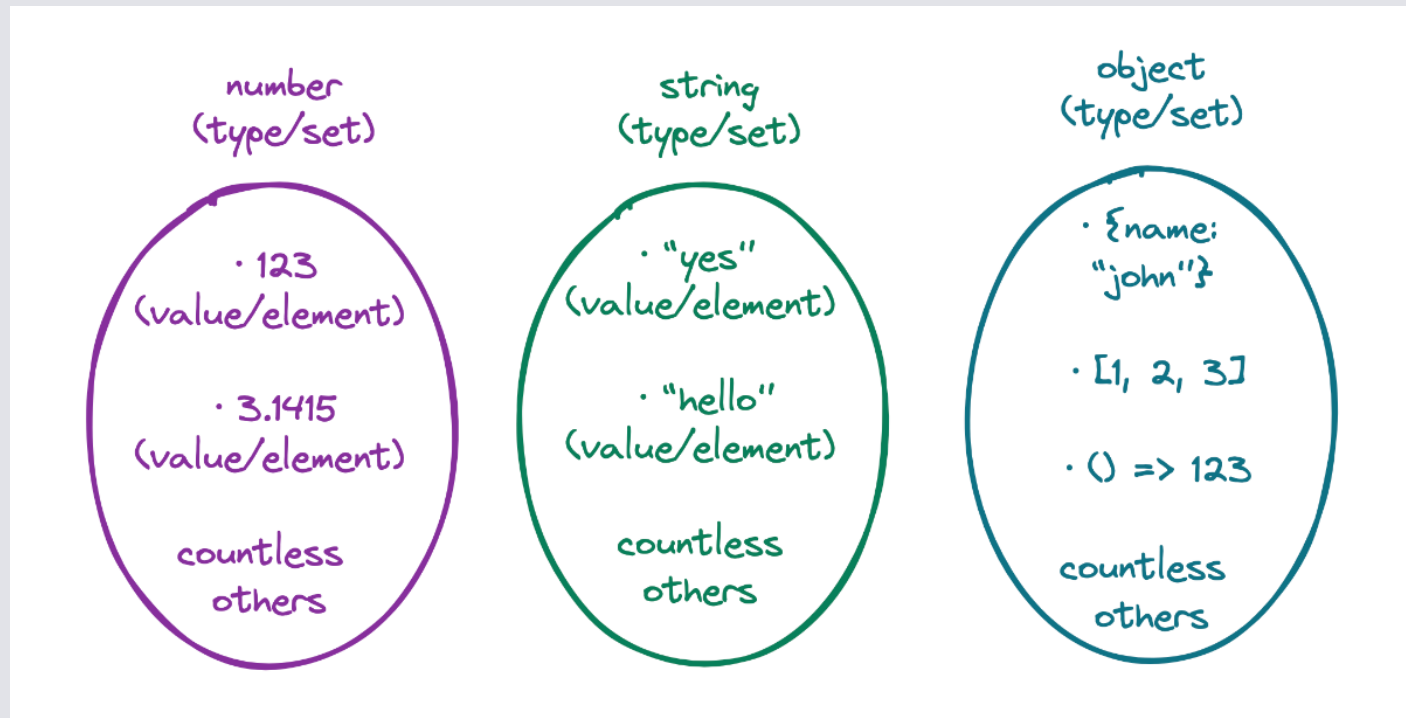 number
(type/set)
· 123
(value/element)
· 3.1415
(value/element)
countless
others
string
(type/set)
· “yes”
(value/element)
· “hello”
(value/element)
countless
others
object
(type/set)
· {name:
“john”}
· [1, 2, 3]
· () => 123
countless
others